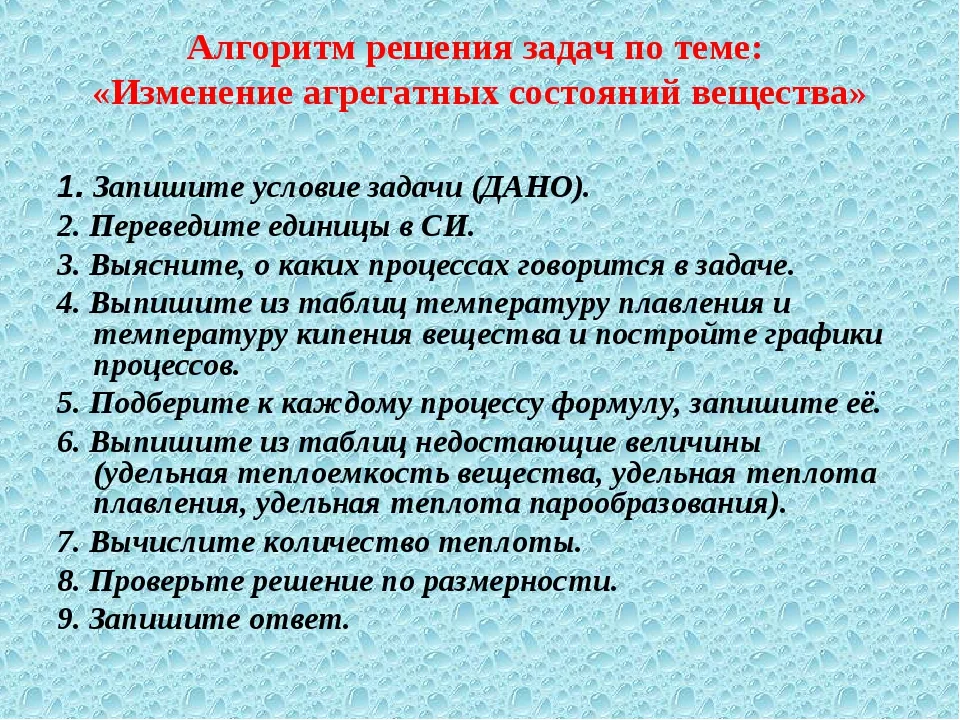 Алгоритм решения задач по теме:
«Изменение агрегатных состояний вещества»
1. Запишите условие задачи (ДАНО).
2. Переведите единицы в СИ.
3. Выясните, о каких процессах говорится в задаче.
4. Выпишите из таблиц температуру плавления и
температуру кипения вещества и постройте графики
процессов.
5. Подберите к каждому процессу формулу, запишите её.
6. Выпишите из таблиц недостающие величины
(удельная теплоемкость вещества, удельная теплота
плавления, удельная теплота парообразования).
7. Вычислите количество теплоты.
8. Проверьте решение по размерности.
9. Запишите ответ.